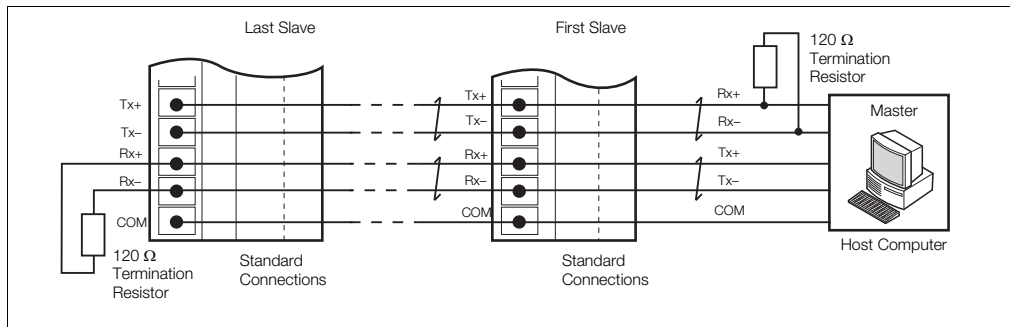 Last Slave
First Slave
120 Ω
Termination
Resistor
Tx+
Tx–
Rx+
Rx–
COM
Tx+
Tx–
Rx+
Rx–
COM
Rx+
Rx–
Tx+
Tx–
COM
Master
Host Computer
120 Ω
Termination
Resistor
Standard
Connections
Standard
Connections